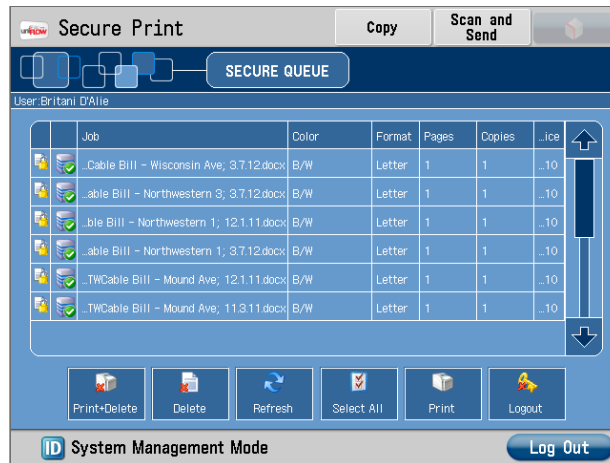 uniFLOW Secure Print Copy Scan and Send
SECURE QUEUE
User:Britani D'Alie
Job Color Format Pages Copies ...ice
...Cable Bill - Wisconsin Ave; 3.7.12.docx B/W Letter 1 1 ...10
...able Bill - Northwestern 3; 3.7.12.docx B/W Letter 1 1 ...10
...ble Bill - Northwestern 1; 12.1.11.docx B/W Letter 1 1 ...10
...able Bill - Northwestern 1; 3.7.12.docx B/W Letter 1 1 ...10
...TWCable Bill - Mound Ave; 12.1.11.docx B/W Letter 1 1 ...10
...TWCable Bill - Mound Ave; 11.3.11.docx B/W Letter 1 1 ...10
Print+Delete Delete Refresh Select All Print Logout
ID System Management Mode Log Out